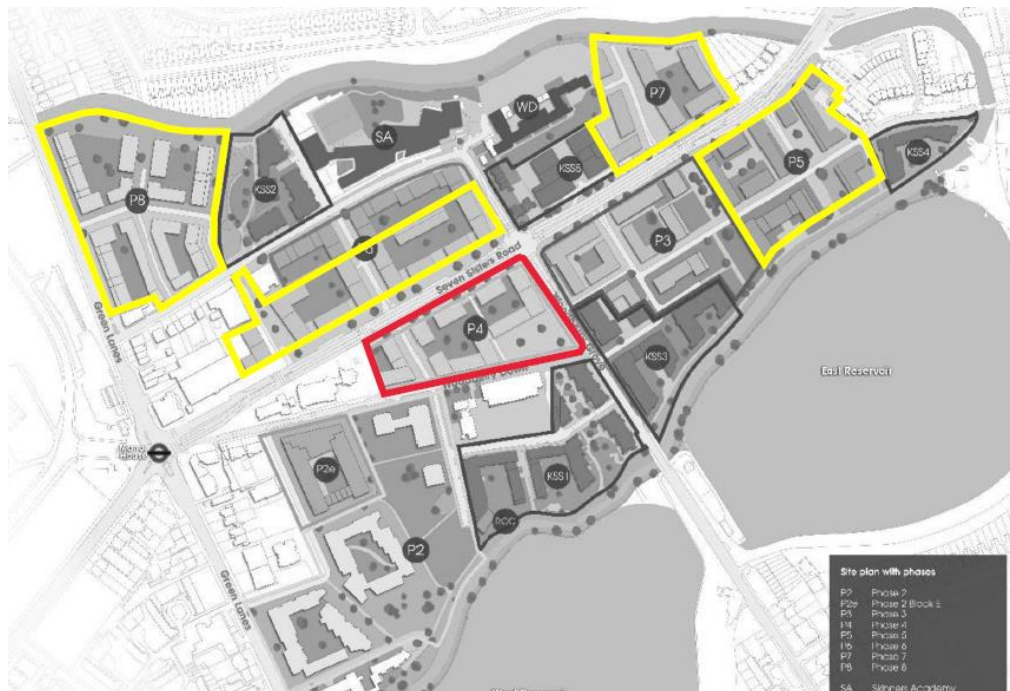 SA
WD
P7
KSS2
KSS5
P5
KSS4
P8
P3
Seven Sisters Road
P4
Green Lanes
KSS3
East Reservoir
P2e
KSS1
ROC
P2
Green Lanes
Site plan with phases
P2 Phase 2
P2e Phase 2 Block E
P3 Phase 3
P4 Phase 4
P5 Phase 5
P6 Phase 6
P7 Phase 7
P8 Phase 8
SA Skinners Academy